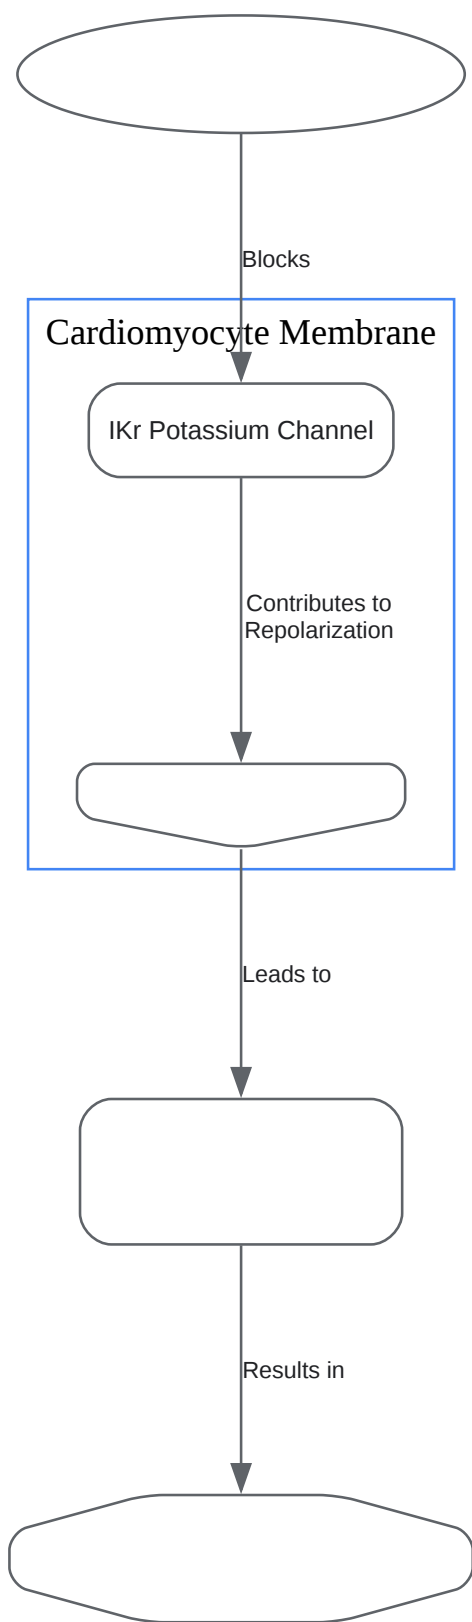 Blocks
Cardiomyocyte Membrane
IKr Potassium Channel
Contributes to
Repolarization
Leads to
Results in